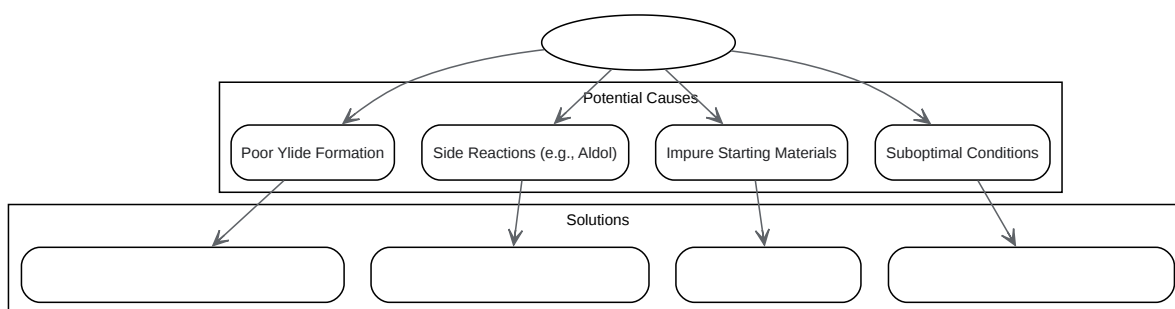 Potential Causes
Poor Ylide Formation
Side Reactions (e.g., Aldol)
Impure Starting Materials
Suboptimal Conditions
Solutions